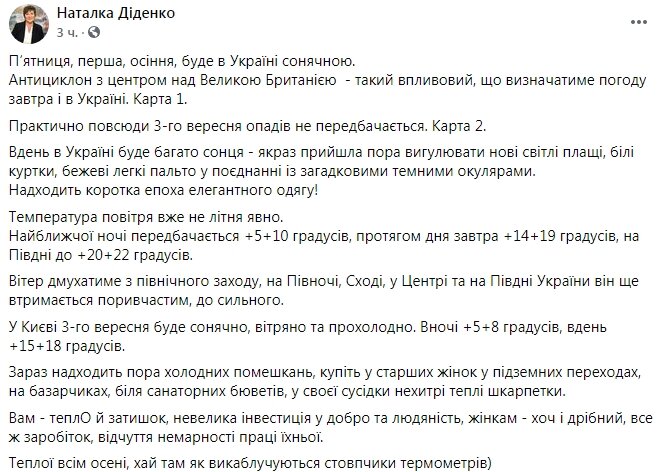 Наталка Діденко
3 ч. ·
П'ятниця, перша, осіння, буде в Україні сонячною.
Антициклон з центром над Великою Британією - такий впливовий, що визначатиме погоду
завтра і в Україні. Карта 1.
Практично повсюди 3-го вересня опадів не передбачається. Карта 2.
Вдень в Україні буде багато сонця - якраз прийшла пора вигулювати нові світлі плащі, білі
куртки, бежеві легкі пальто у поєднанні із загадковими темними окулярами.
Надходить коротка епоха елегантного одягу!
Температура повітря вже не літня явно.
Найближчої ночі передбачається +5+10 градусів, протягом дня завтра +14+19 градусів, на
Півдні до +20+22 градусів.
Вітер дмухатиме з північного заходу, на Півночі, Сході, у Центрі та на Півдні України він ще
втримається поривчастим, до сильного.
У Києві 3-го вересня буде сонячно, вітряно та прохолодно. Вночі +5+8 градусів, вдень
+15+18 градусів.
Зараз надходить пора холодних помешкань, купіть у старших жінок у підземних переходах,
на базарчиках, біля санаторних бюветів, у своєї сусідки нехитрі теплі шкарпетки.
Вам - теплО й затишок, невелика інвестиція у добро та людяність, жінкам - хоч і дрібний, все
ж заробіток, відчуття немарності праці їхньої.
Теплої всім осені, хай там як викаблучуються стовпчики термометрів)